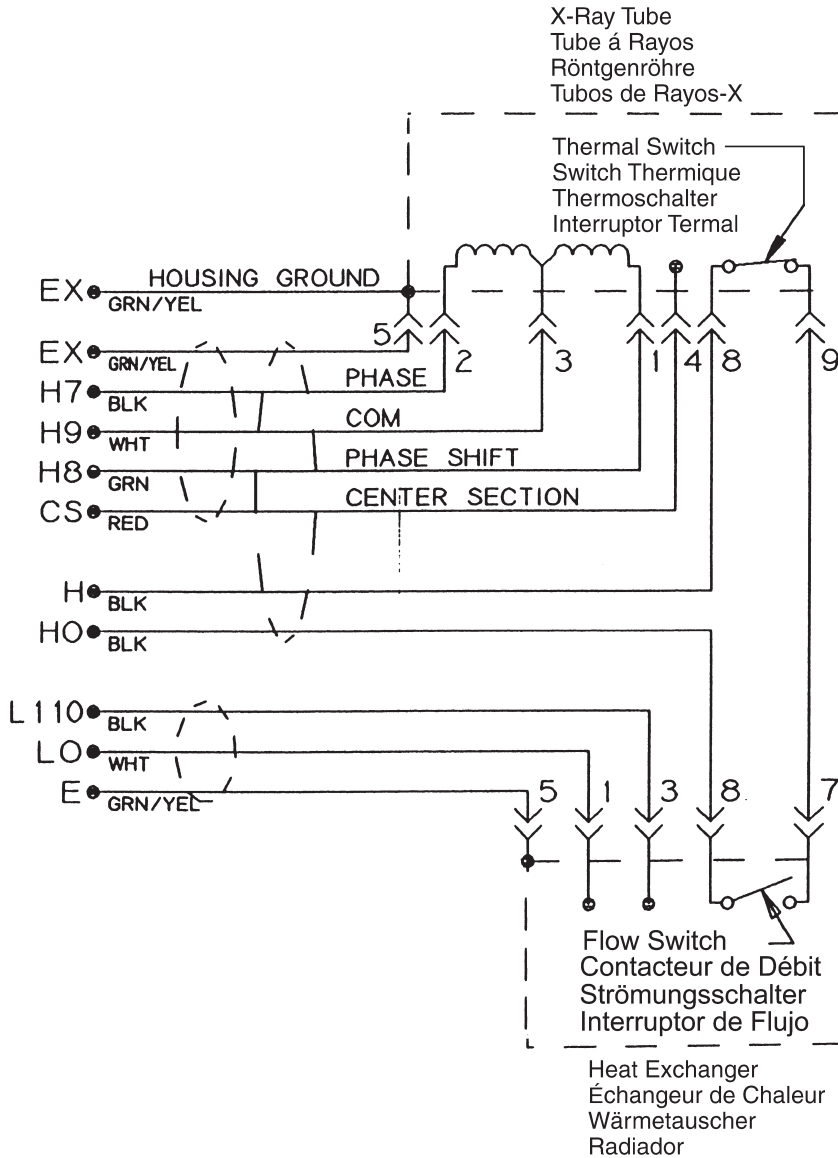 X-Ray Tube
Tube á Rayos
Röntgenröhre
Tubos de Rayos-X
Thermal Switch
Switch Thermique
Thermoschalter
Interruptor Termal
EX HOUSING GROUND
GRN/YEL
5 2 3 1 4 8 9
EX
GRN/YEL
H7 PHASE
BLK
H9 COM
WHT
H8 PHASE SHIFT
GRN
CS CENTER SECTION
RED
H
BLK
HO
BLK
L110
BLK
LO
WHT
E
GRN/YEL
5 1 3 8 7
Flow Switch
Contacteur de Débit
Strömungsschalter
Interruptor de Flujo
Heat Exchanger
Échangeur de Chaleur
Wärmetauscher
Radiador